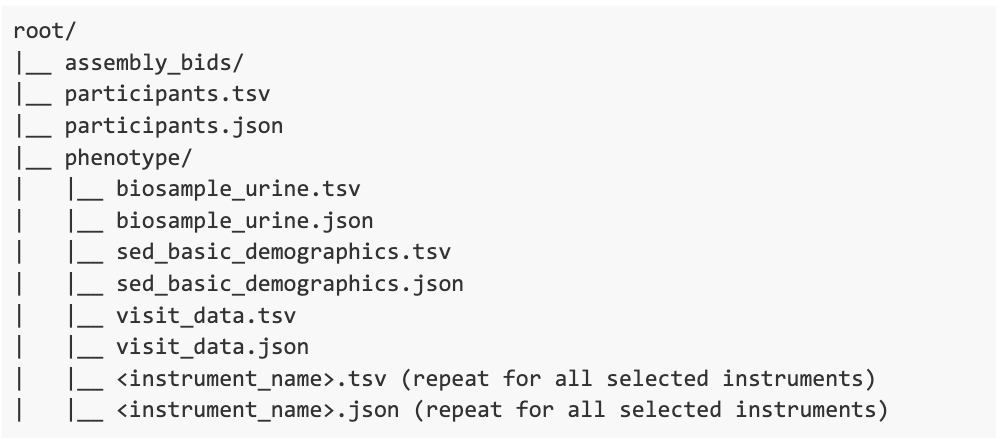 root/
|__ assembly_bids/
|__ participants.tsv
|__ participants.json
|__ phenotype/
|   |__ biosample_urine.tsv
|   |__ biosample_urine.json
|   |__ sed_basic_demographics.tsv
|   |__ sed_basic_demographics.json
|   |__ visit_data.tsv
|   |__ visit_data.json
|   |__ <instrument_name>.tsv (repeat for all selected instruments)
|   |__ <instrument_name>.json (repeat for all selected instruments)